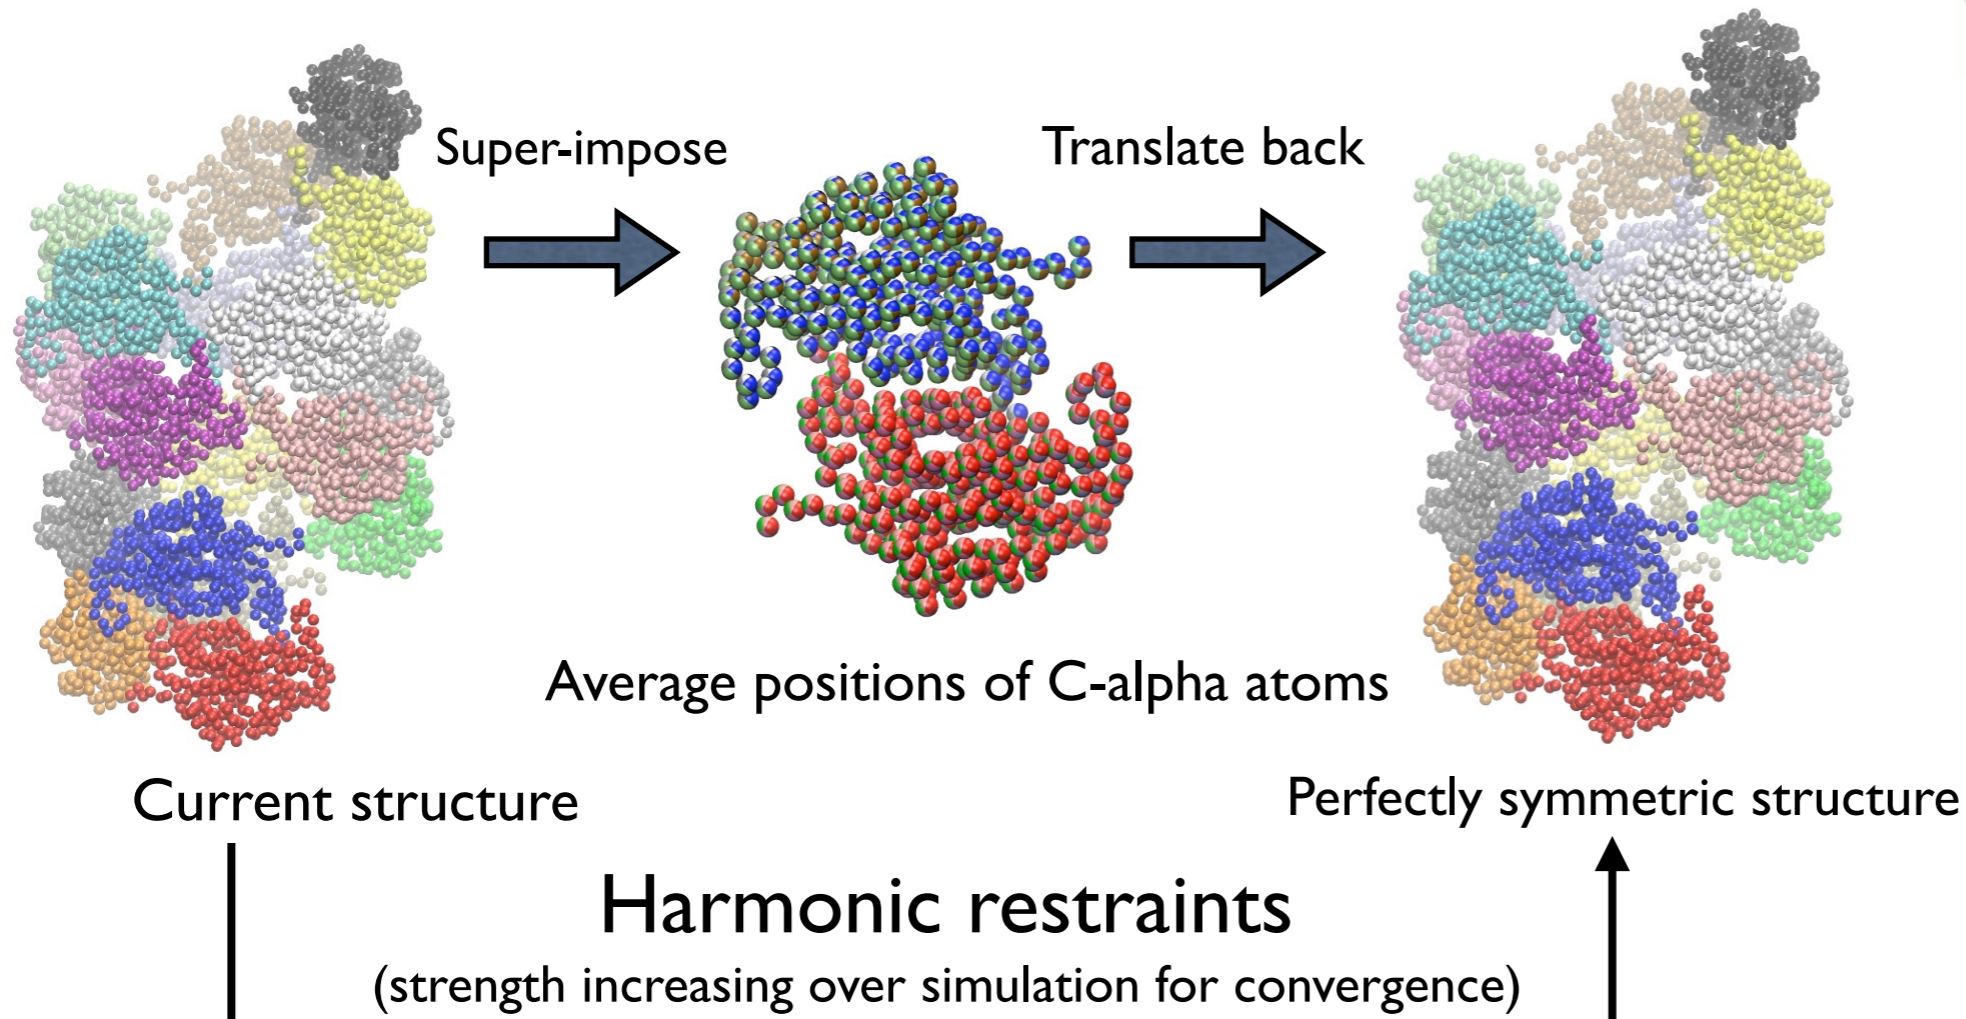 Super-impose
Translate back
Average positions of C-alpha atoms
Current structure
Perfectly symmetric structure
Harmonic restraints
(strength increasing over simulation for convergence)